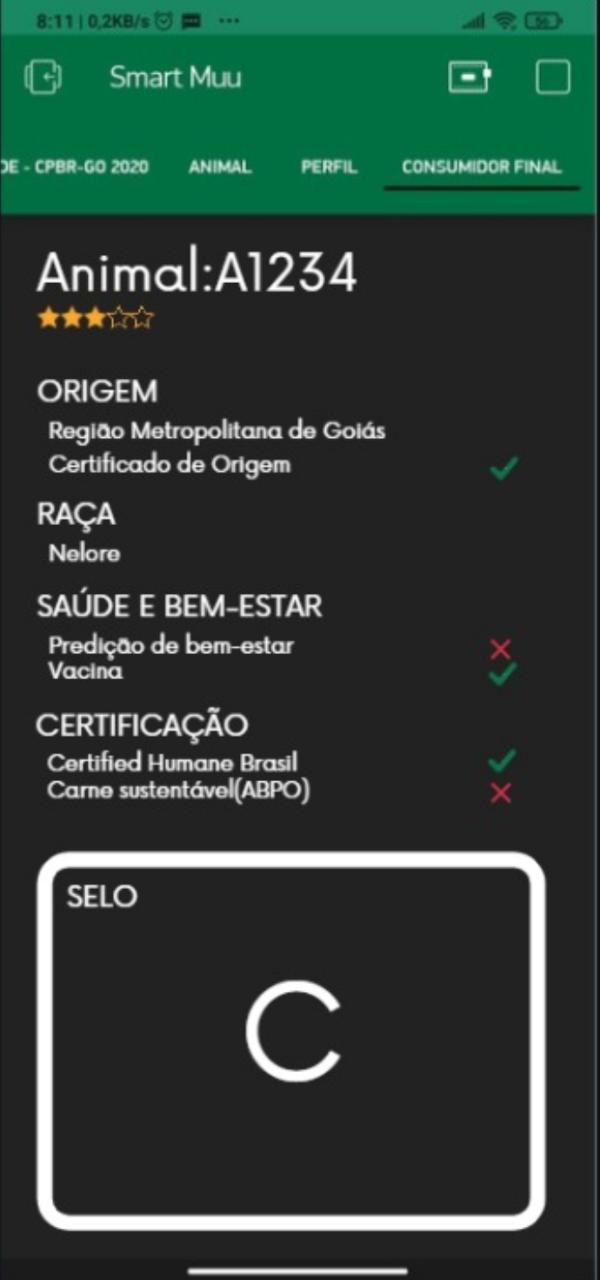 8:11 | 0,2KB/s
56
Smart Muu
DE - CPBR-GO 2020 ANIMAL PERFIL CONSUMIDOR FINAL
Animal:A1234
ORIGEM
Região Metropolitana de Goiás
Certificado de Origem
RAÇA
Nelore
SAÚDE E BEM-ESTAR
Predição de bem-estar
Vacina
CERTIFICAÇÃO
Certified Humane Brasil
Carne sustentável(ABPO)
SELO
C